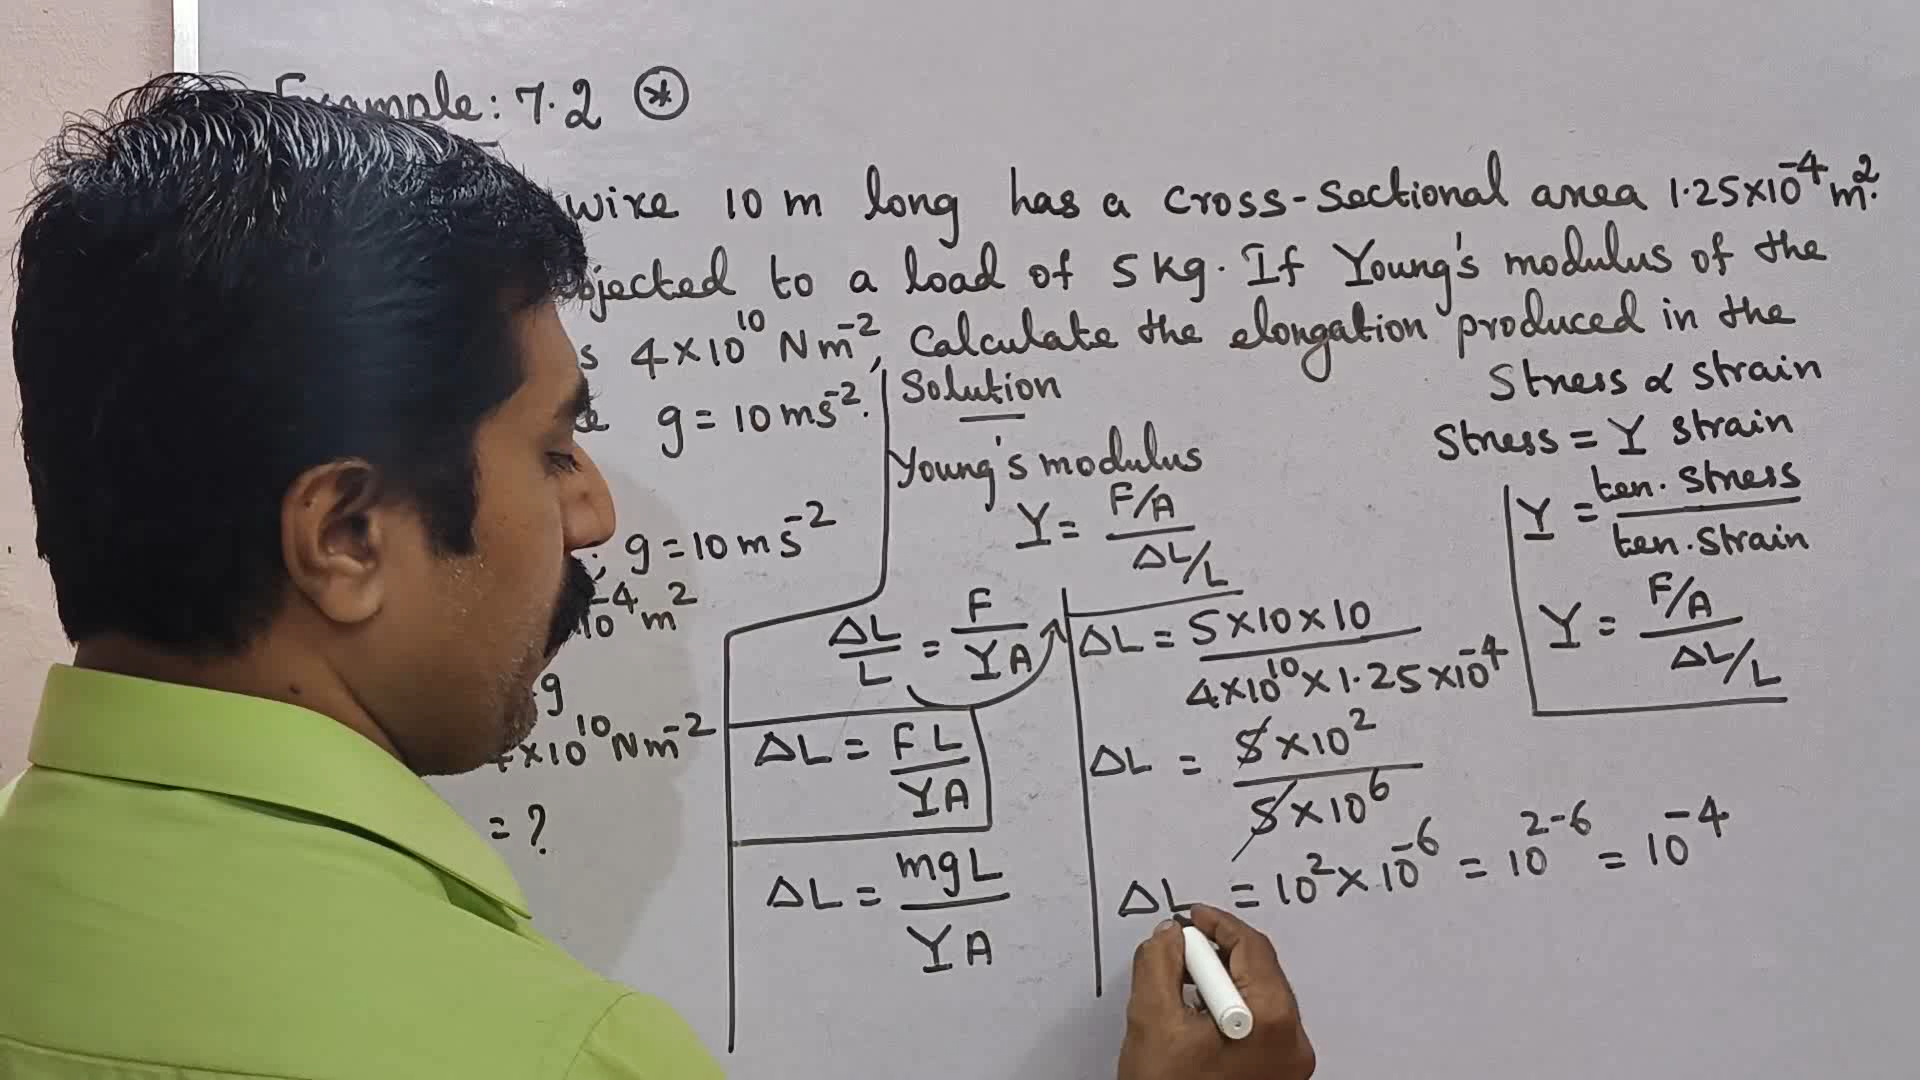 Example: 7.2 *
wire 10 m long has a cross-sectional area 1.25×10⁻⁴ m².
jected to a load of 5 kg. If Young's modulus of the
s 4×10¹⁰ Nm⁻², calculate the elongation produced in the
g = 10 ms⁻².
; g = 10 ms⁻²
10⁻⁴ m²
g
×10¹⁰ Nm⁻²
= ?
Solution
Young's modulus
Y = F/A / ΔL/L
ΔL/L = F/YA
ΔL = FL/YA
ΔL = mgL/YA
ΔL = 5×10×10 / 4×10¹⁰×1.25×10⁻⁴
ΔL = 5×10² / 5×10⁶
ΔL = 10²×10⁻⁶ = 10²⁻⁶ = 10⁻⁴
Stress α strain
Stress = Y strain
Y = ten. stress / ten. strain
Y = F/A / ΔL/L